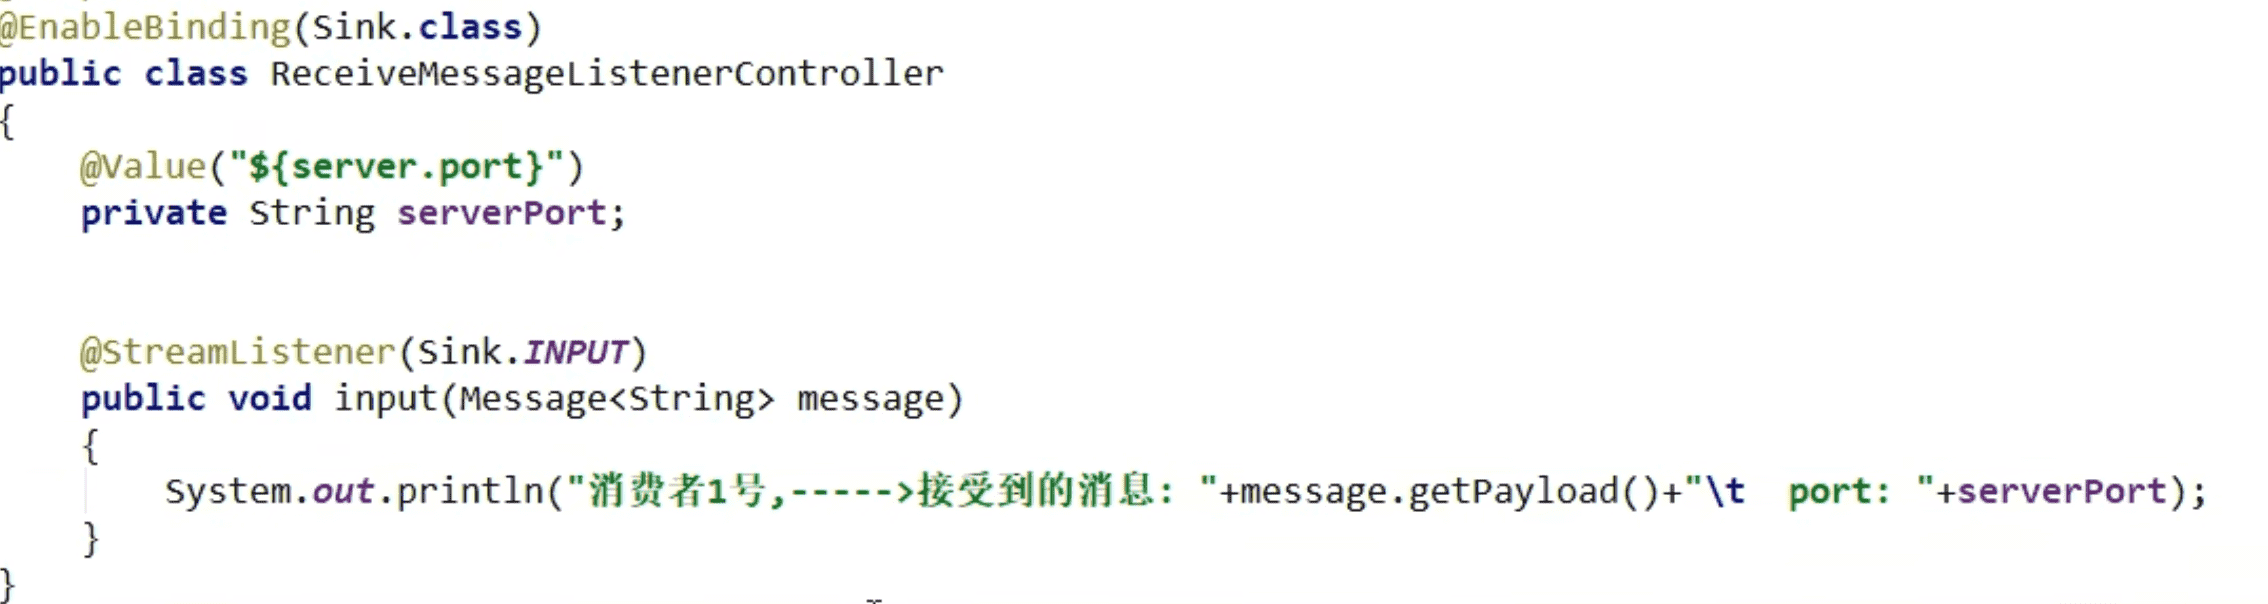 @EnableBinding(Sink.class)
public class ReceiveMessageListenerController
{
    @Value("${server.port}")
    private String serverPort;
    @StreamListener(Sink.INPUT)
    public void input(Message<String> message)
    {
        System.out.println("消费者1号,----->接受到的消息: "+message.getPayload()+"\t  port: "+serverPort);
    }
}